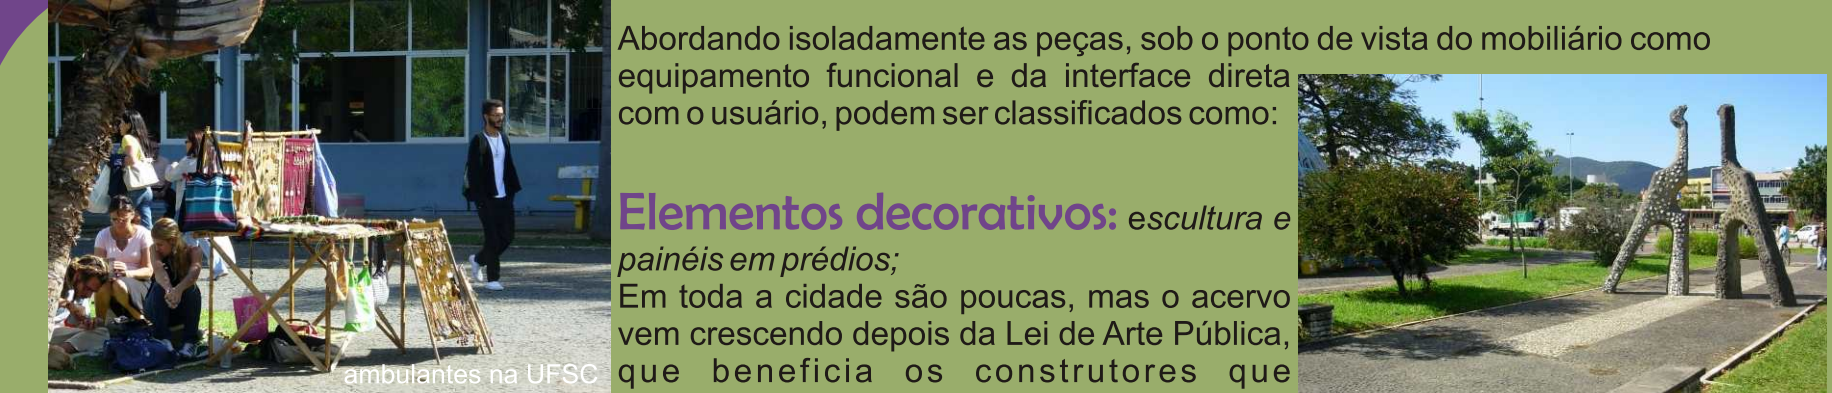 Abordando isoladamente as peças, sob o ponto de vista do mobiliário como
equipamento funcional e da interface direta
com o usuário, podem ser classificados como:
Elementos decorativos: escultura e
painéis em prédios;
Em toda a cidade são poucas, mas o acervo
vem crescendo depois da Lei de Arte Pública,
que beneficia os construtores que
ambulantes na UFSC